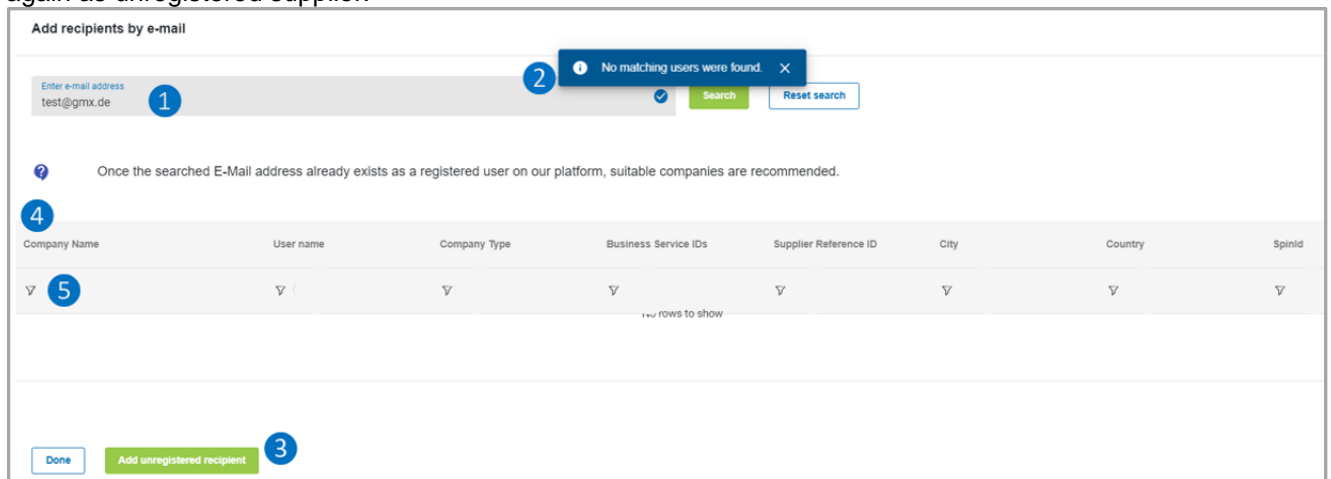 again as unregistered supplier.
Add recipients by e-mail
No matching users were found.
2
Enter e-mail address
test@gmx.de
1
Search
Reset search
Once the searched E-Mail address already exists as a registered user on our platform, suitable companies are recommended.
4
Company Name User name Company Type Business Service IDs Supplier Reference ID City Country SpinId
5
No rows to show
Done Add unregistered recipient 3